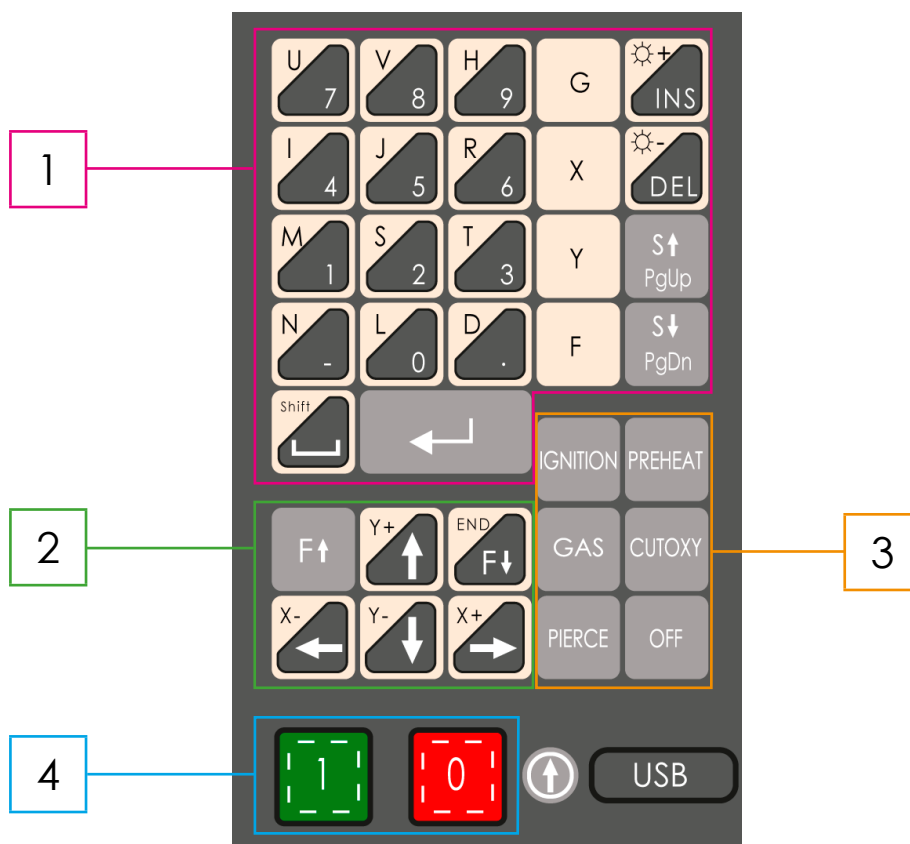 U 7 V 8 H 9 G + INS
1 I 4 J 5 R 6 X - DEL
M 1 S 2 T 3 Y S↑ PgUp
N - L 0 D . F S↓ PgDn
Shift
IGNITION PREHEAT
2 F↑ Y+ END F↓ GAS CUTOXY 3
X- Y- X+ PIERCE OFF
4 1 0 USB